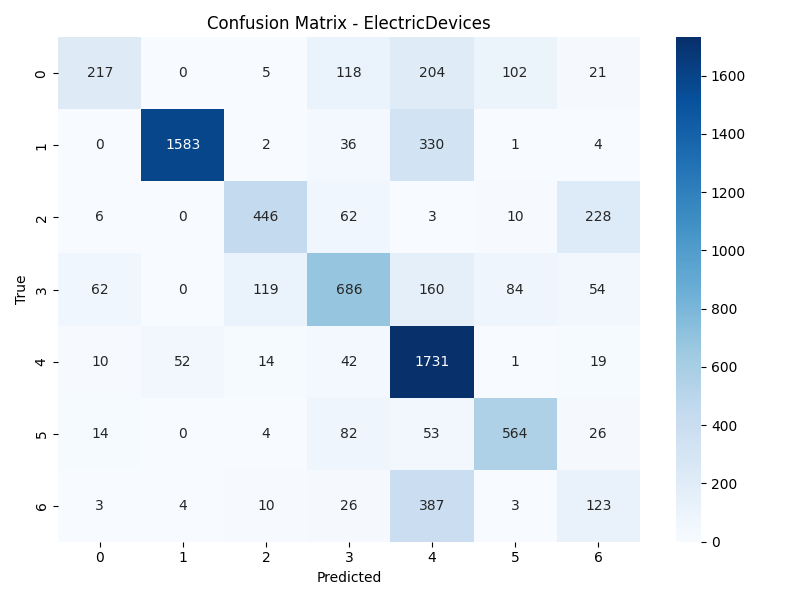 Confusion Matrix - ElectricDevices
True
0 217 0 5 118 204 102 21
1 0 1583 2 36 330 1 4
2 6 0 446 62 3 10 228
3 62 0 119 686 160 84 54
4 10 52 14 42 1731 1 19
5 14 0 4 82 53 564 26
6 3 4 10 26 387 3 123
0 1 2 3 4 5 6
Predicted
1600
1400
1200
1000
800
600
400
200
0